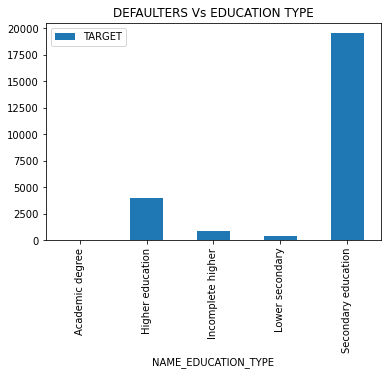 DEFAULTERS Vs EDUCATION TYPE
TARGET
20000
17500
15000
12500
10000
7500
5000
2500
0
Academic degree
Higher education
Incomplete higher
Lower secondary
Secondary education
NAME_EDUCATION_TYPE